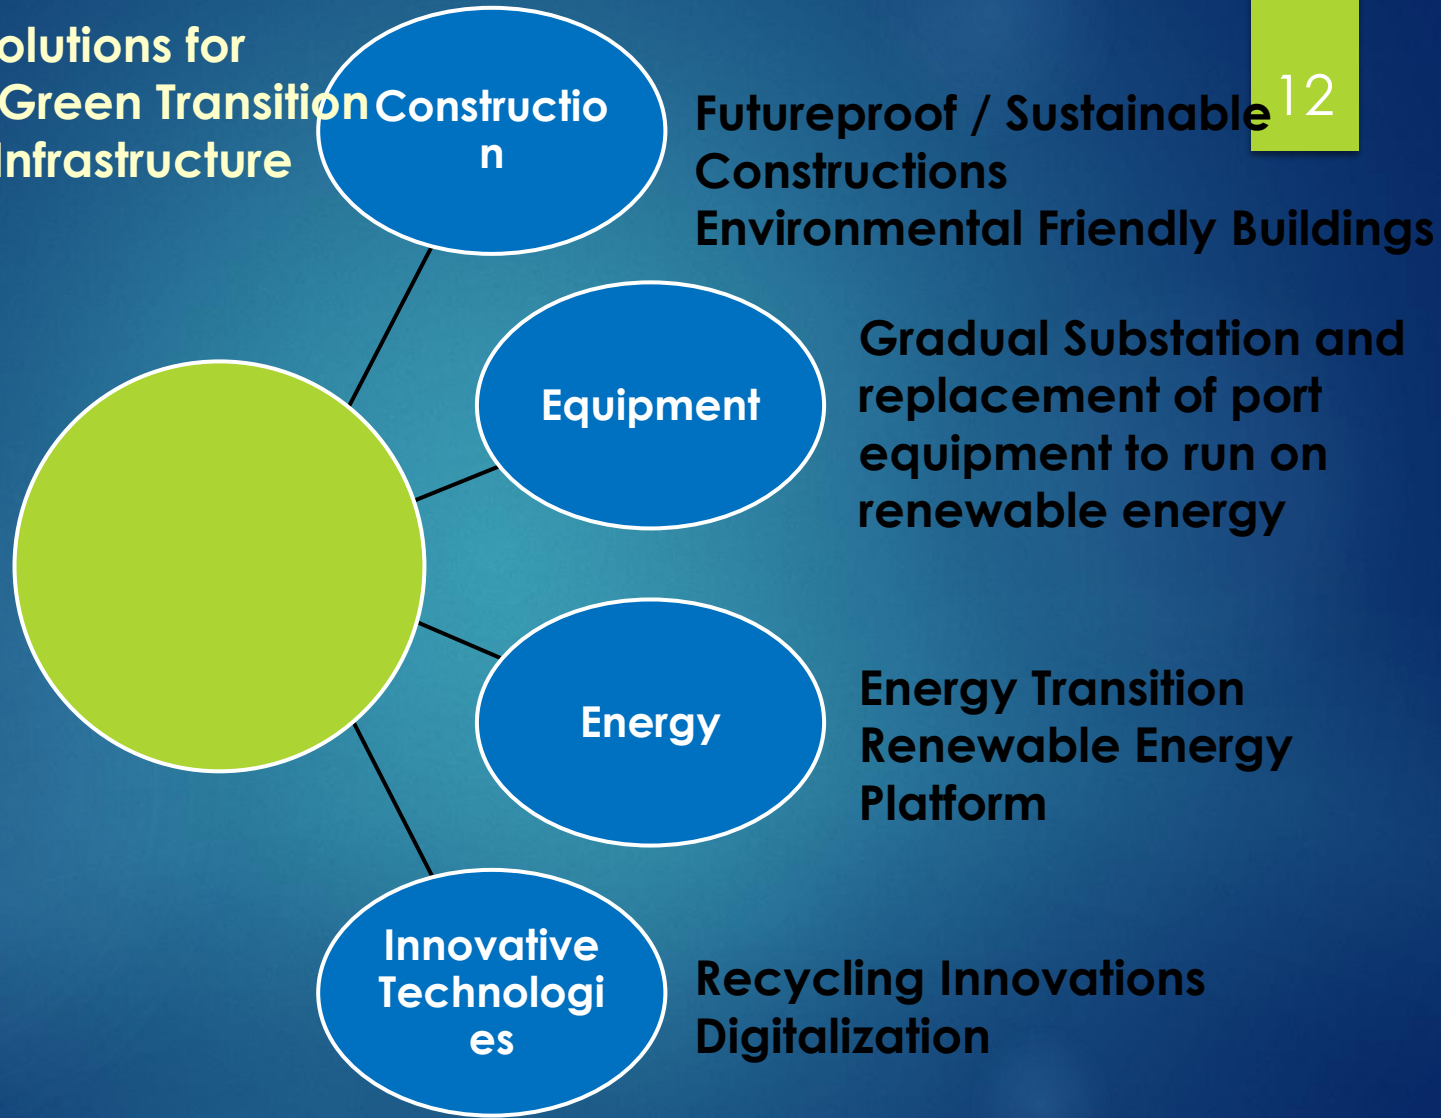 olutions for
Green Transition
Infrastructure
12
Constructio
n
Futureproof / Sustainable
Constructions
Environmental Friendly Buildings
Equipment
Gradual Substation and
replacement of port
equipment to run on
renewable energy
Energy
Energy Transition
Renewable Energy
Platform
Innovative
Technologi
es
Recycling Innovations
Digitalization